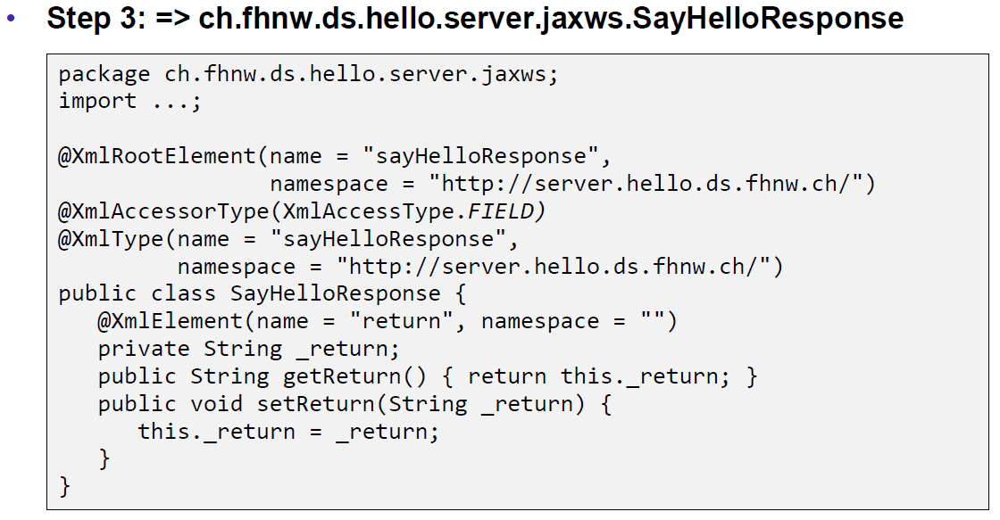 • Step 3: => ch.fhnw.ds.hello.server.jaxws.SayHelloResponse
package ch.fhnw.ds.hello.server.jaxws;
import ...;

@XmlRootElement(name = "sayHelloResponse",
                namespace = "http://server.hello.ds.fhnw.ch/")
@XmlAccessorType(XmlAccessType.FIELD)
@XmlType(name = "sayHelloResponse",
         namespace = "http://server.hello.ds.fhnw.ch/")
public class SayHelloResponse {
   @XmlElement(name = "return", namespace = "")
   private String _return;
   public String getReturn() { return this._return; }
   public void setReturn(String _return) {
      this._return = _return;
   }
}